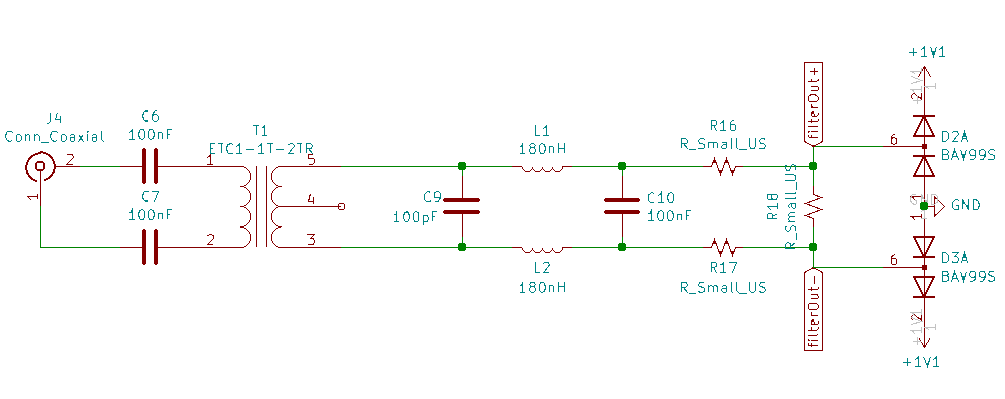 J4
Conn_Coaxial
2
1
C6
100nF
C7
100nF
T1
ETC1-1T-2TR
1
2
5
4
3
C9
100pF
L1
180nH
L2
180nH
C10
100nF
R16
R_Small_US
R17
R_Small_US
R18
R_Small_US
filterOut+
filterOut-
+1V1
+1V1
2
1
6
D2A
BAV99S
1
GND
6
D3A
BAV99S
2
+1V1
1
+1V1